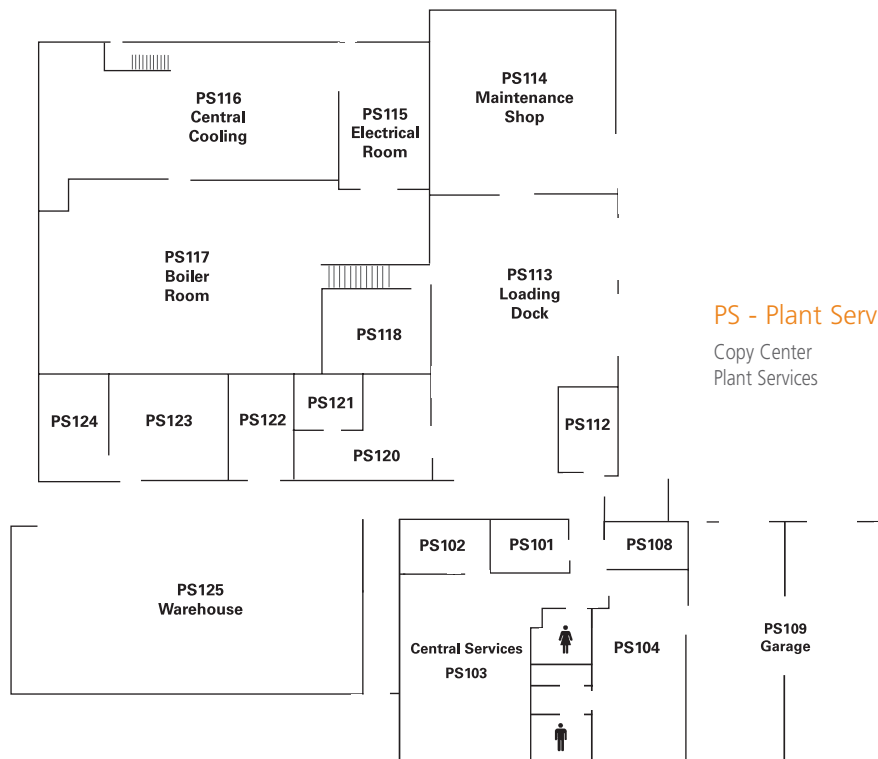 PS114
Maintenance
Shop
PS116
Central
Cooling
PS115
Electrical
Room
PS117
Boiler
Room
PS113
Loading
Dock
PS - Plant Serv
Copy Center
Plant Services
PS118
PS121
PS124
PS123
PS122
PS112
PS120
PS102
PS101
PS108
PS125
Warehouse
Central Services
PS103
PS104
PS109
Garage